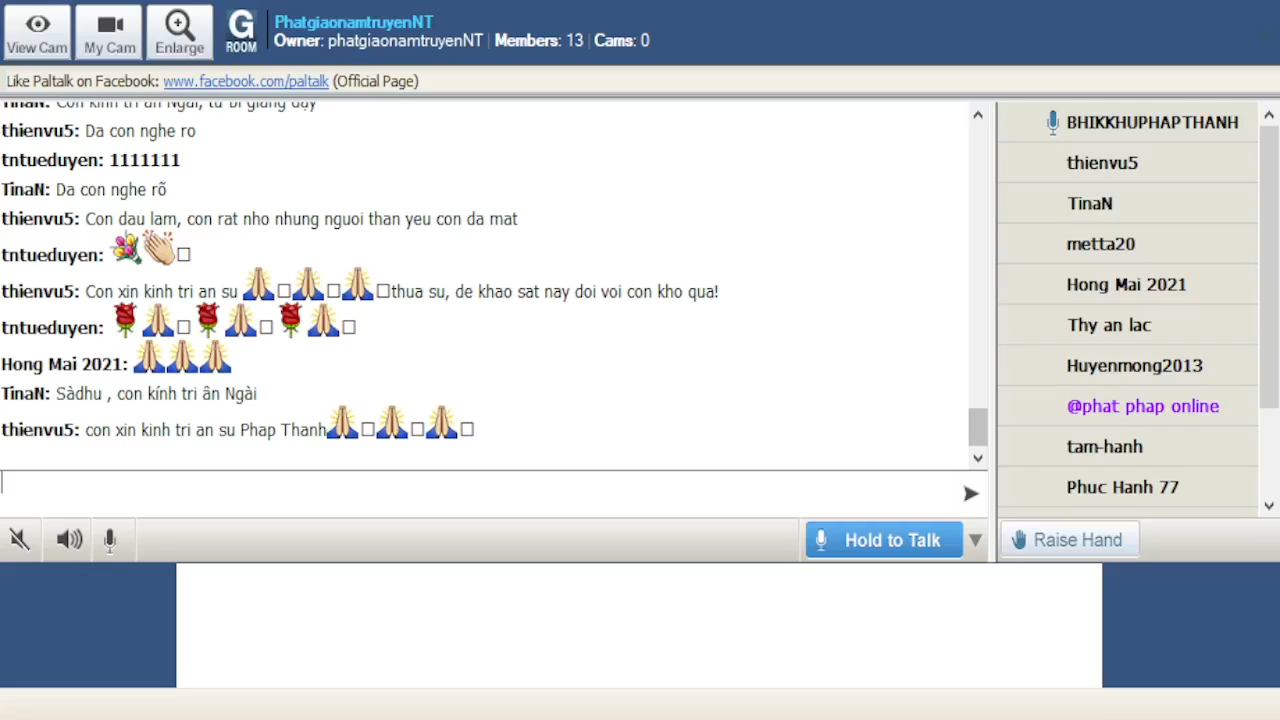 View Cam
My Cam
Enlarge
G
ROOM
PhatgiaonamtruyenNT
Owner: phatgiaonamtruyenNT | Members: 13 | Cams: 0
Like Paltalk on Facebook: www.facebook.com/paltalk (Official Page)
TinaN: Con kính tri ân Ngài, từ bi giảng dạy
thienvu5: Da con nghe ro
tntueduyen: 1111111
TinaN: Da con nghe rõ
thienvu5: Con dau lam, con rat nho nhung nguoi than yeu con da mat
tntueduyen:
thienvu5: Con xin kinh tri an su thua su, de khao sat nay doi voi con kho qua!
tntueduyen:
Hong Mai 2021:
TinaN: Sàdhu , con kính tri ân Ngài
thienvu5: con xin kinh tri an su Phap Thanh
Hold to Talk
BHIKKHUPHAPTHANH
thienvu5
TinaN
metta20
Hong Mai 2021
Thy an lac
Huyenmong2013
@phat phap online
tam-hanh
Phuc Hanh 77
Raise Hand